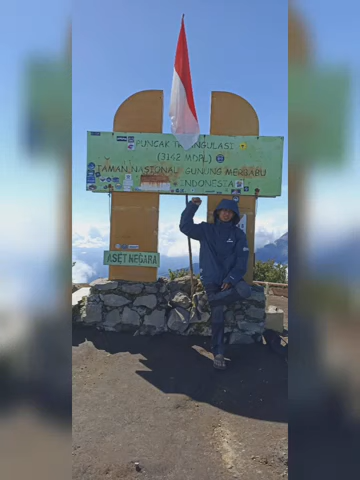 PUNCAK TRIANGULASI
(3142 MDPL)
TAMAN NASIONAL GUNUNG MERBABU
INDONESIA
ASET NEGARA